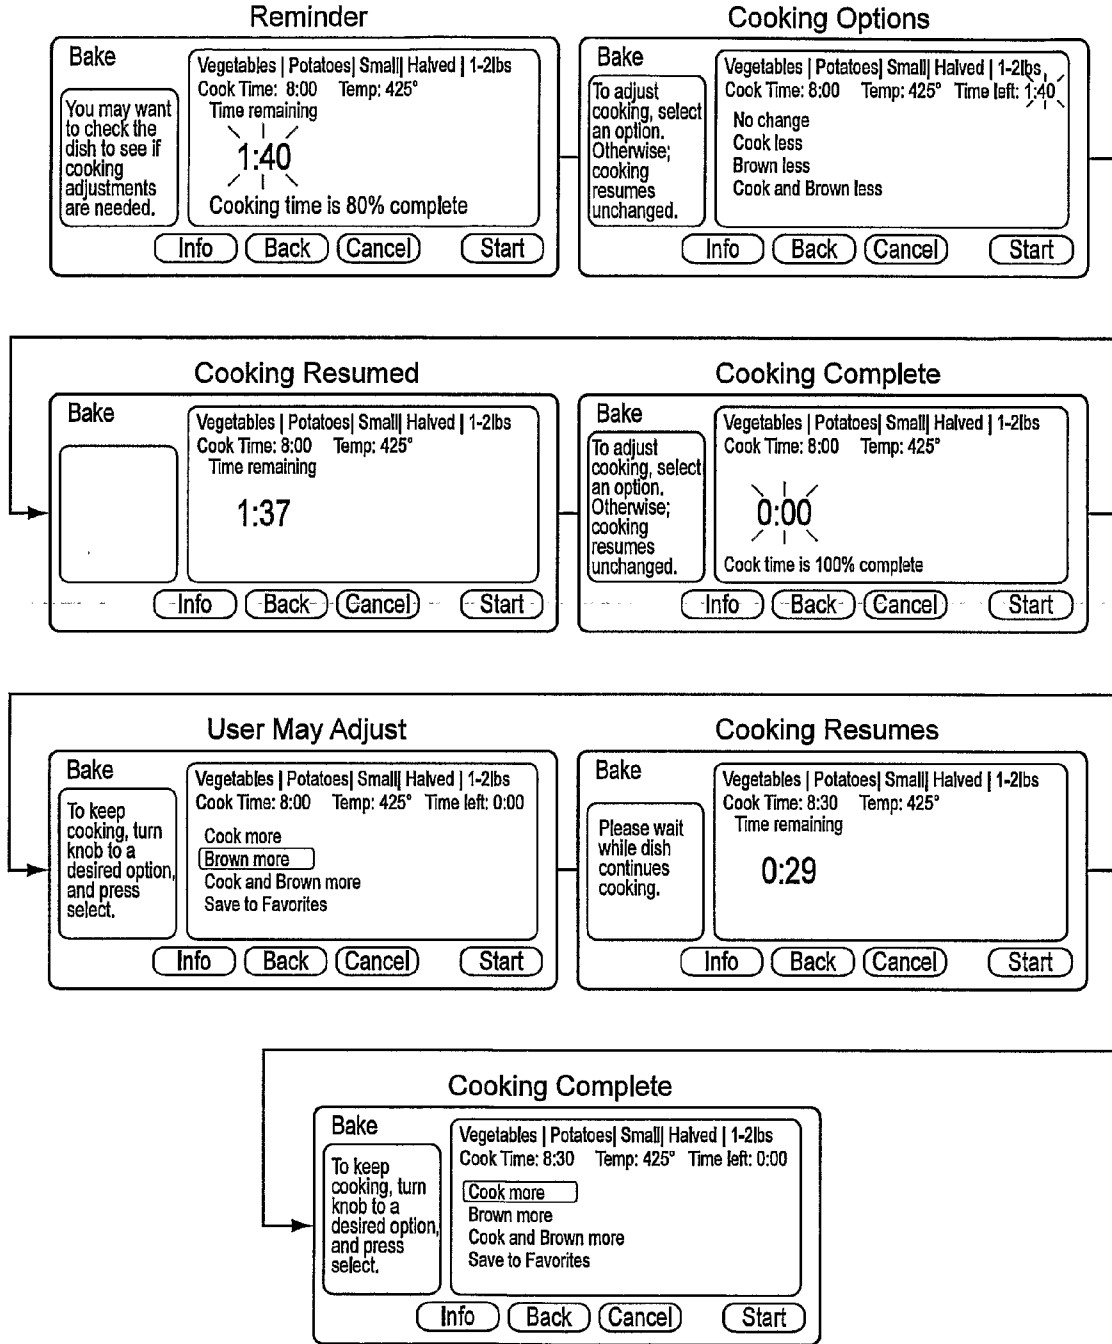 Reminder
Bake
You may want
to check the
dish to see if
cooking
adjustments
are needed.
Vegetables | Potatoes| Small| Halved | 1-2lbs
Cook Time: 8:00 Temp: 425°
Time remaining
1:40
Cooking time is 80% complete
Info Back Cancel Start
Cooking Options
Bake
To adjust
cooking, select
an option.
Otherwise;
cooking
resumes
unchanged.
Vegetables | Potatoes| Small| Halved | 1-2lbs
Cook Time: 8:00 Temp: 425° Time left: 1:40
No change
Cook less
Brown less
Cook and Brown less
Info Back Cancel Start
Cooking Resumed
Bake
Vegetables | Potatoes| Small| Halved | 1-2lbs
Cook Time: 8:00 Temp: 425°
Time remaining
1:37
Info Back Cancel Start
Cooking Complete
Bake
To adjust
cooking, select
an option.
Otherwise;
cooking
resumes
unchanged.
Vegetables | Potatoes| Small| Halved | 1-2lbs
Cook Time: 8:00 Temp: 425°
0:00
Cook time is 100% complete
Info Back Cancel Start
User May Adjust
Bake
To keep
cooking, turn
knob to a
desired option,
and press
select.
Vegetables | Potatoes| Small| Halved | 1-2lbs
Cook Time: 8:00 Temp: 425° Time left: 0:00
Cook more
Brown more
Cook and Brown more
Save to Favorites
Info Back Cancel Start
Cooking Resumes
Bake
Please wait
while dish
continues
cooking.
Vegetables | Potatoes| Small| Halved | 1-2lbs
Cook Time: 8:30 Temp: 425°
Time remaining
0:29
Info Back Cancel Start
Cooking Complete
Bake
To keep
cooking, turn
knob to a
desired option,
and press
select.
Vegetables | Potatoes| Small| Halved | 1-2lbs
Cook Time: 8:30 Temp: 425° Time left: 0:00
Cook more
Brown more
Cook and Brown more
Save to Favorites
Info Back Cancel Start